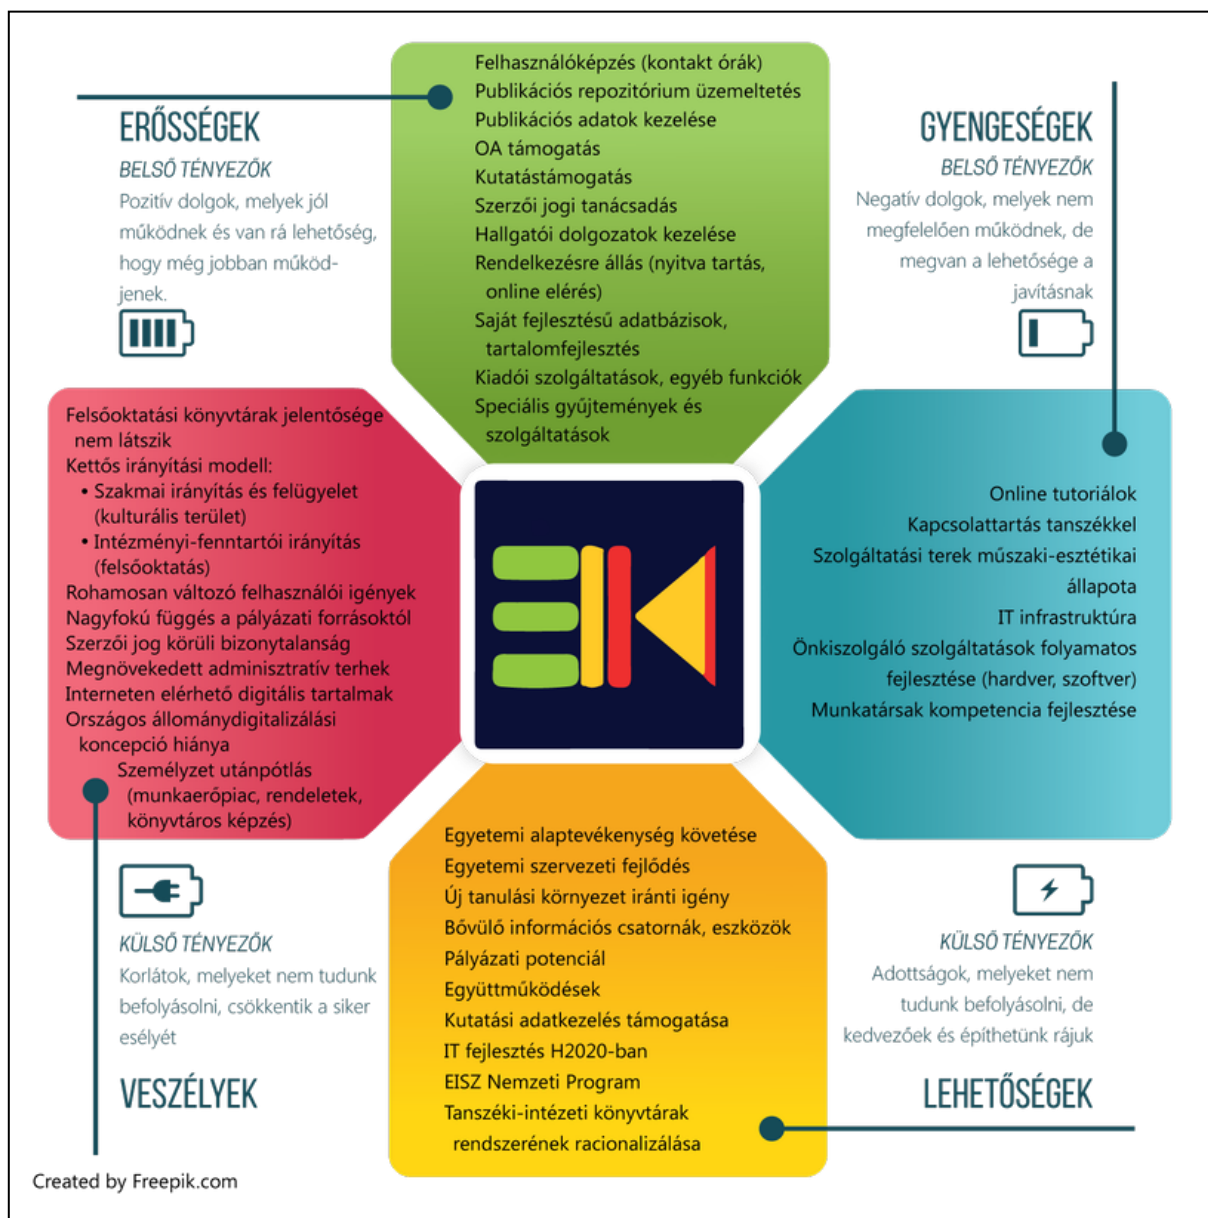 ERŐSSÉGEK
BELSŐ TÉNYEZŐK
Pozitív dolgok, melyek jól
működnek és van rá lehetőség,
hogy még jobban működ-
jenek.
Felhasználóképzés (kontakt órák)
Publikációs repozitórium üzemeltetés
Publikációs adatok kezelése
OA támogatás
Kutatástámogatás
Szerzői jogi tanácsadás
Hallgatói dolgozatok kezelése
Rendelkezésre állás (nyitva tartás,
online elérés)
Saját fejlesztésű adatbázisok,
tartalomfejlesztés
Kiadói szolgáltatások, egyéb funkciók
Speciális gyűjtemények és
szolgáltatások
GYENGESÉGEK
BELSŐ TÉNYEZŐK
Negatív dolgok, melyek nem
megfelelően működnek, de
megvan a lehetősége a
javításnak
Online tutoriálok
Kapcsolattartás tanszékkel
Szolgáltatási terek műszaki-esztétikai
állapota
IT infrastruktúra
Önkiszolgáló szolgáltatások folyamatos
fejlesztése (hardver, szoftver)
Munkatársak kompetencia fejlesztése
Felsőoktatási könyvtárak jelentősége
nem látszik
Kettős irányítási modell:
• Szakmai irányítás és felügyelet
(kulturális terület)
• Intézményi-fenntartói irányítás
(felsőoktatás)
Rohamosan változó felhasználói igények
Nagyfokú függés a pályázati forrásoktól
Szerzői jog körüli bizonytalanság
Megnövekedett adminisztratív terhek
Interneten elérhető digitális tartalmak
Országos állománydigitalizálási
koncepció hiánya
Személyzet utánpótlás
(munkaerőpiac, rendeletek,
könyvtáros képzés)
KÜLSŐ TÉNYEZŐK
Korlátok, melyeket nem tudunk
befolyásolni, csökkentik a siker
esélyét
VESZÉLYEK
Egyetemi alaptevékenység követése
Egyetemi szervezeti fejlődés
Új tanulási környezet iránti igény
Bővülő információs csatornák, eszközök
Pályázati potenciál
Együttműködések
Kutatási adatkezelés támogatása
IT fejlesztés H2020-ban
EISZ Nemzeti Program
Tanszéki-intézeti könyvtárak
rendszerének racionalizálása
KÜLSŐ TÉNYEZŐK
Adottságok, melyeket nem
tudunk befolyásolni, de
kedvezőek és építhetünk rájuk
LEHETŐSÉGEK
Created by Freepik.com